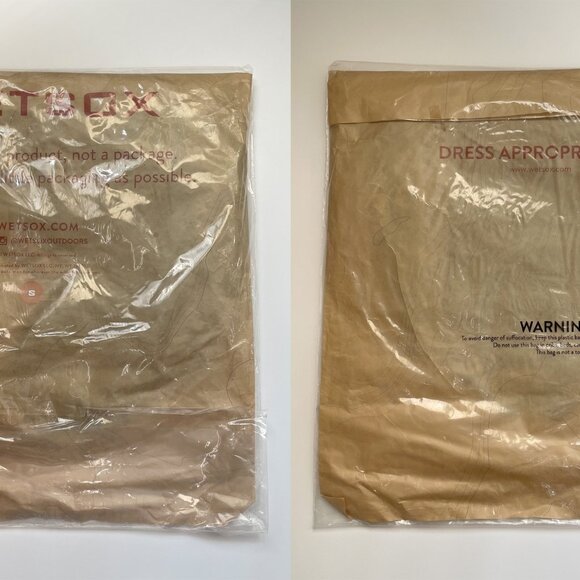 ETSOX
product, not a package.
packaging as possible.
WETSOX.COM
@WETSOXOUTDOORS
S
DRESS APPROPR
www.wetsox.com
WARNIN
To avoid danger of suffocation, keep this plastic ba
Do not use this bag in
This bag is not a to